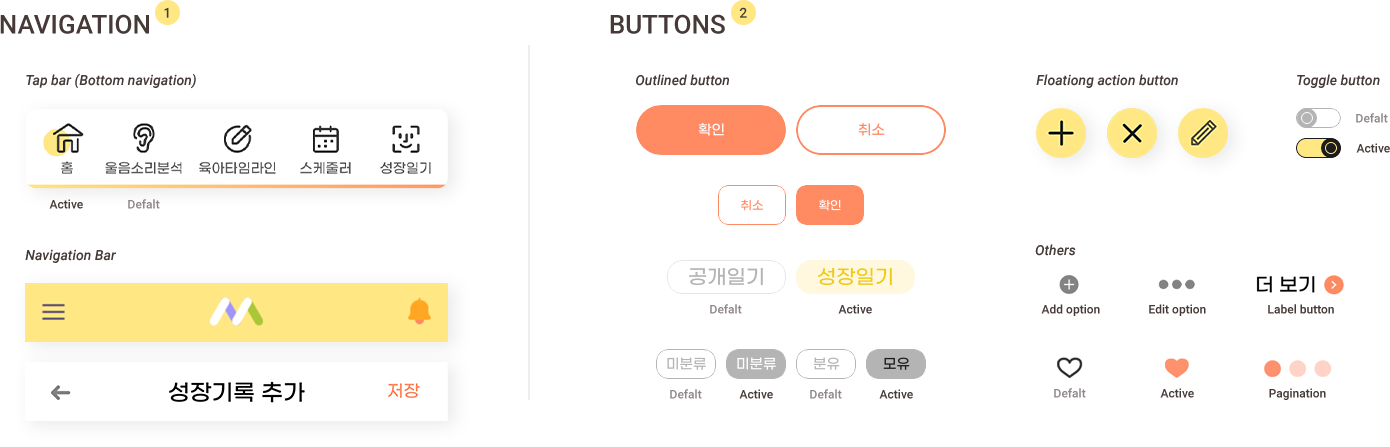 NAVIGATION 1
Tap bar (Bottom navigation)
홈 울음소리분석 육아타임라인 스케줄러 성장일기
Active Defalt
Navigation Bar
성장기록 추가 저장
BUTTONS 2
Outlined button
확인 취소
취소 확인
공개일기 성장일기
Defalt Active
미분류 미분류 분유 모유
Defalt Active Defalt Active
Floationg action button
Toggle button
Defalt
Active
Others
더 보기
Add option Edit option Label button
Defalt Active Pagination